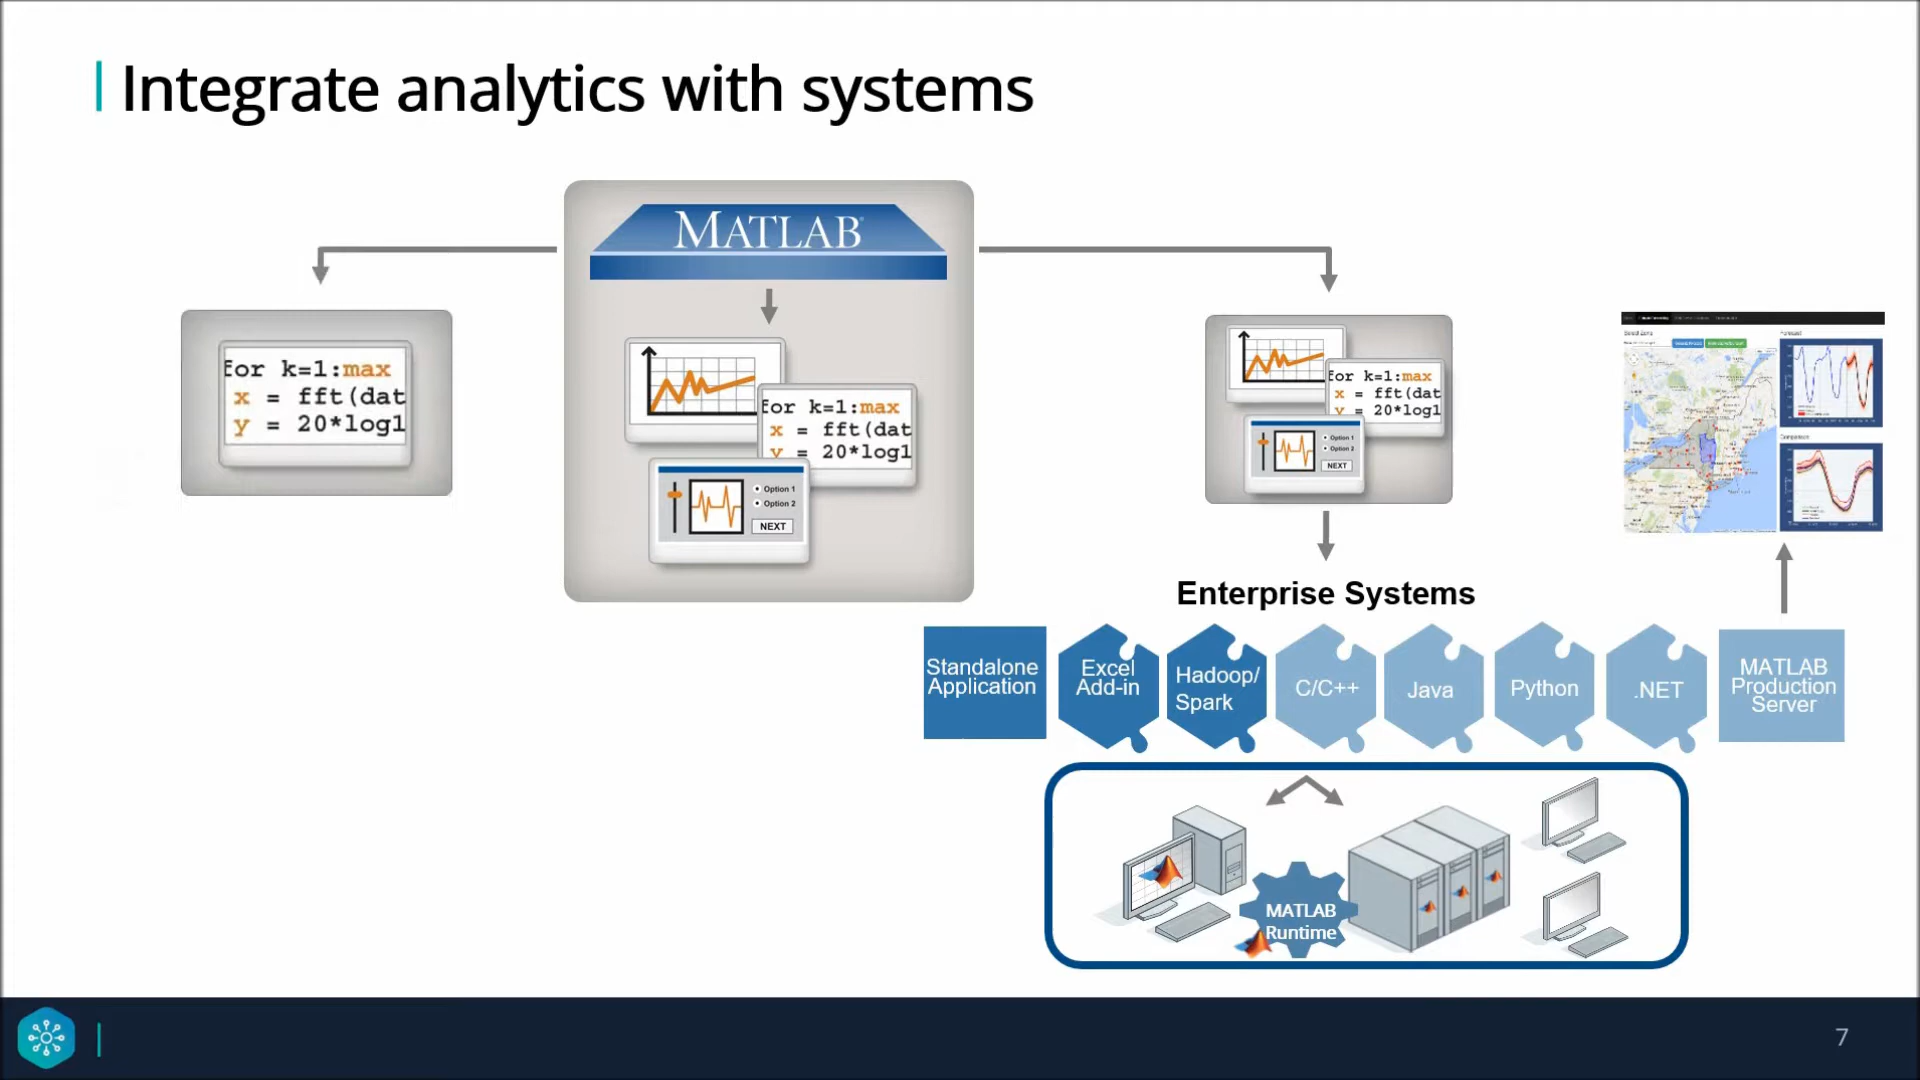 Integrate analytics with systems
MATLAB
for k=1:max
x = fft(dat
y = 20*log1
for k=1:max
x = fft(dat
y = 20*log1
Option 1
Option 2
NEXT
for k=1:max
x = fft(dat
y = 20*log1
Option 1
Option 2
NEXT
Enterprise Systems
Standalone
Application
Excel
Add-in
Hadoop/
Spark
C/C++
Java
Python
.NET
MATLAB
Production
Server
MATLAB
Runtime
7